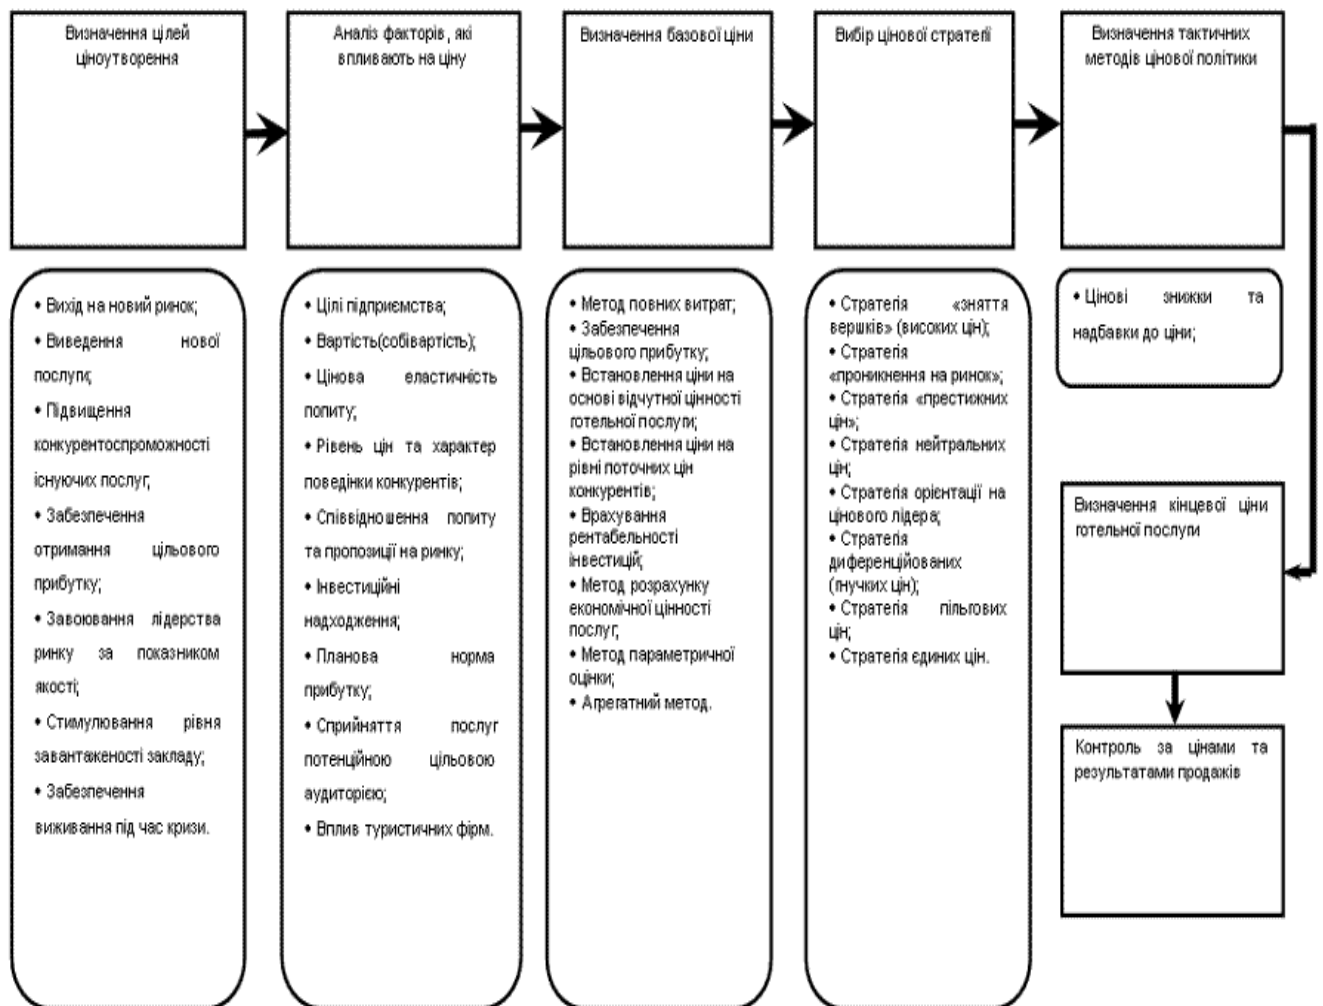 Визначення цілей
ціноутворення
Аналіз факторів, які
впливають на ціну
Визначення базової ціни
Вибір цінової стратегії
Визначення тактичних
методів цінової політики
• Вихід на новий ринок;
• Виведення нової
послуги;
• Підвищення
конкурентоспроможності
існуючих послуг;
• Забезпечення
отримання цільового
прибутку;
• Завоювання лідерства
ринку за показником
якості;
• Стимулювання рівня
завантаженості закладу;
• Забезпечення
виживання під час кризи.
• Цілі підприємства;
• Вартість(собівартість);
• Цінова еластичність
попиту;
• Рівень цін та характер
поведінки конкурентів;
• Співвідношення попиту
та пропозиції на ринку;
• Інвестиційні
надходження;
• Планова норма
прибутку;
• Сприйняття послуг
потенційною цільовою
аудиторією;
• Вплив туристичних фірм.
• Метод повних витрат;
• Забезпечення
цільового прибутку;
• Встановлення ціни на
основі відчутної цінності
готельної послуги;
• Встановлення ціни на
рівні поточних цін
конкурентів;
• Врахування
рентабельності
інвестицій;
• Метод розрахунку
економічної цінності
послуг;
• Метод параметричної
оцінки;
• Агрегатний метод.
• Стратегія «зняття
вершків» (високих цін);
• Стратегія
«проникнення на ринок»;
• Стратегія «престижних
цін»;
• Стратегія нейтральних
цін;
• Стратегія орієнтації на
цінового лідера;
• Стратегія
диференційованих
(гнучких цін);
• Стратегія пільгових
цін;
• Стратегія єдиних цін.
• Цінові знижки та
надбавки до ціни;
Визначення кінцевої ціни
готельної послуги
Контроль за цінами та
результатами продажів